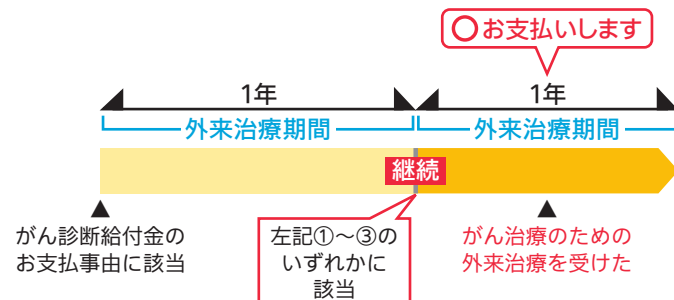 〇お支払いします
1年
1年
外来治療期間
外来治療期間
継続
がん診断給付金の
お支払事由に該当
左記①～③の
いずれかに
該当
がん治療のための
外来治療を受けた